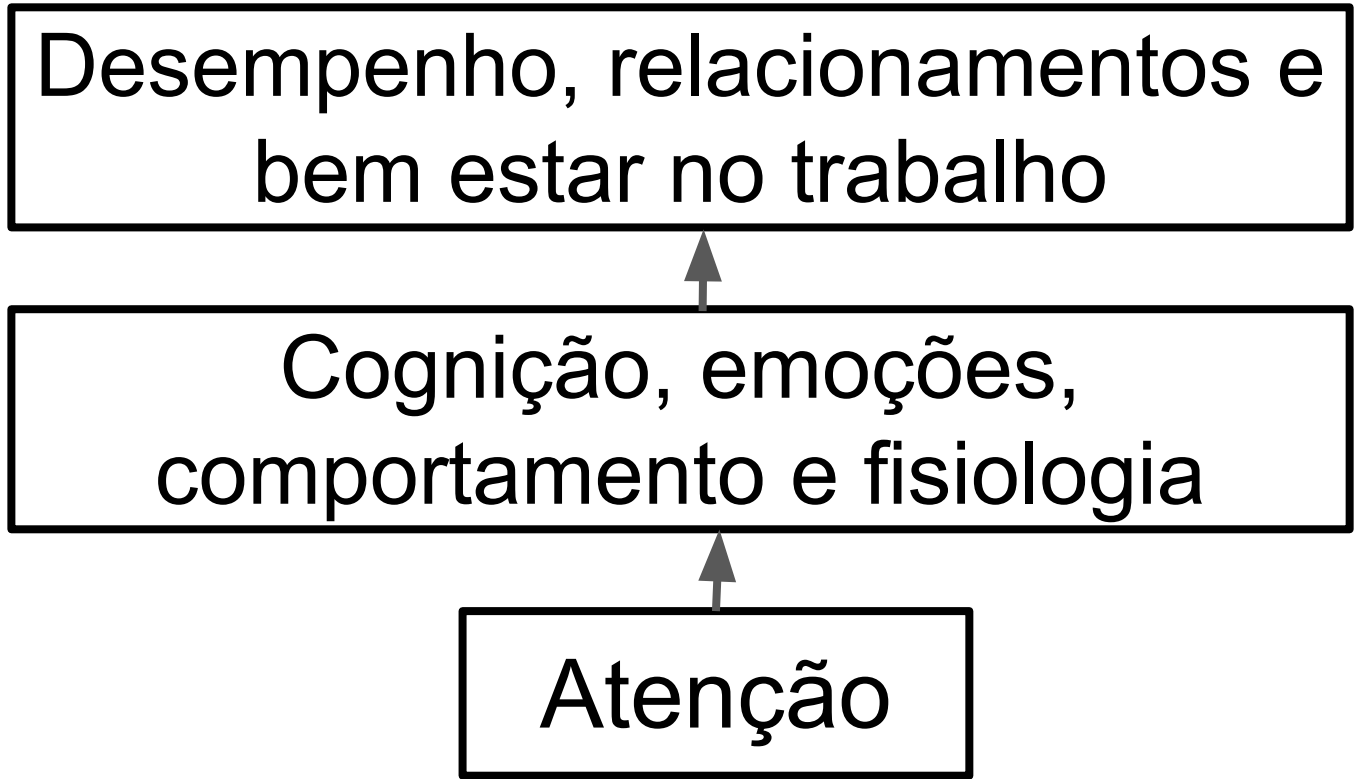 Desempenho, relacionamentos e
bem estar no trabalho
Cognição, emoções,
comportamento e fisiologia
Atenção